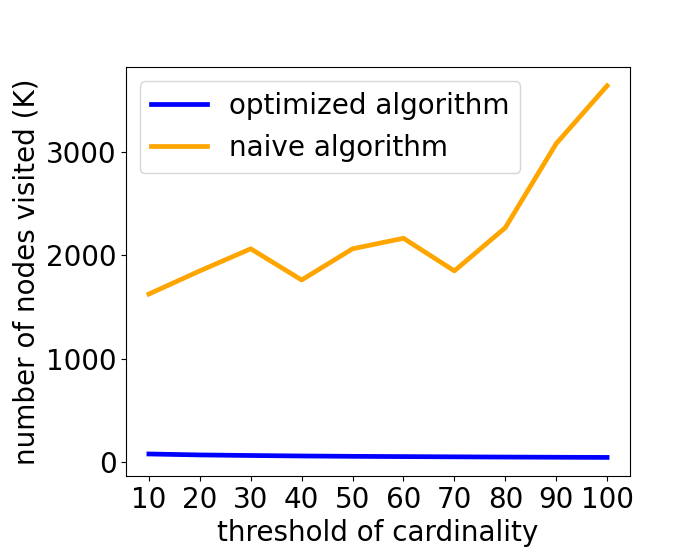 optimized algorithm
naive algorithm
number of nodes visited (K)
3000
2000
1000
0
10 20 30 40 50 60 70 80 90 100
threshold of cardinality